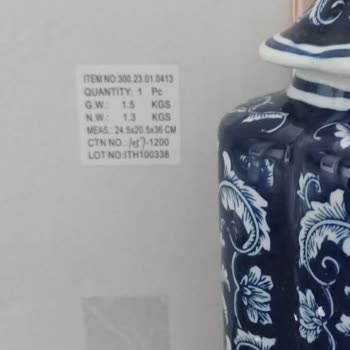 ITEM NO:300.23.01.0413
QUANTITY: 1 Pc
G.W.: 1.5 KGS
N.W.: 1.3 KGS
MEAS.: 24.5x20.5x36 CM
CTN NO.: 1057-1200
LOT NO:ITH100338